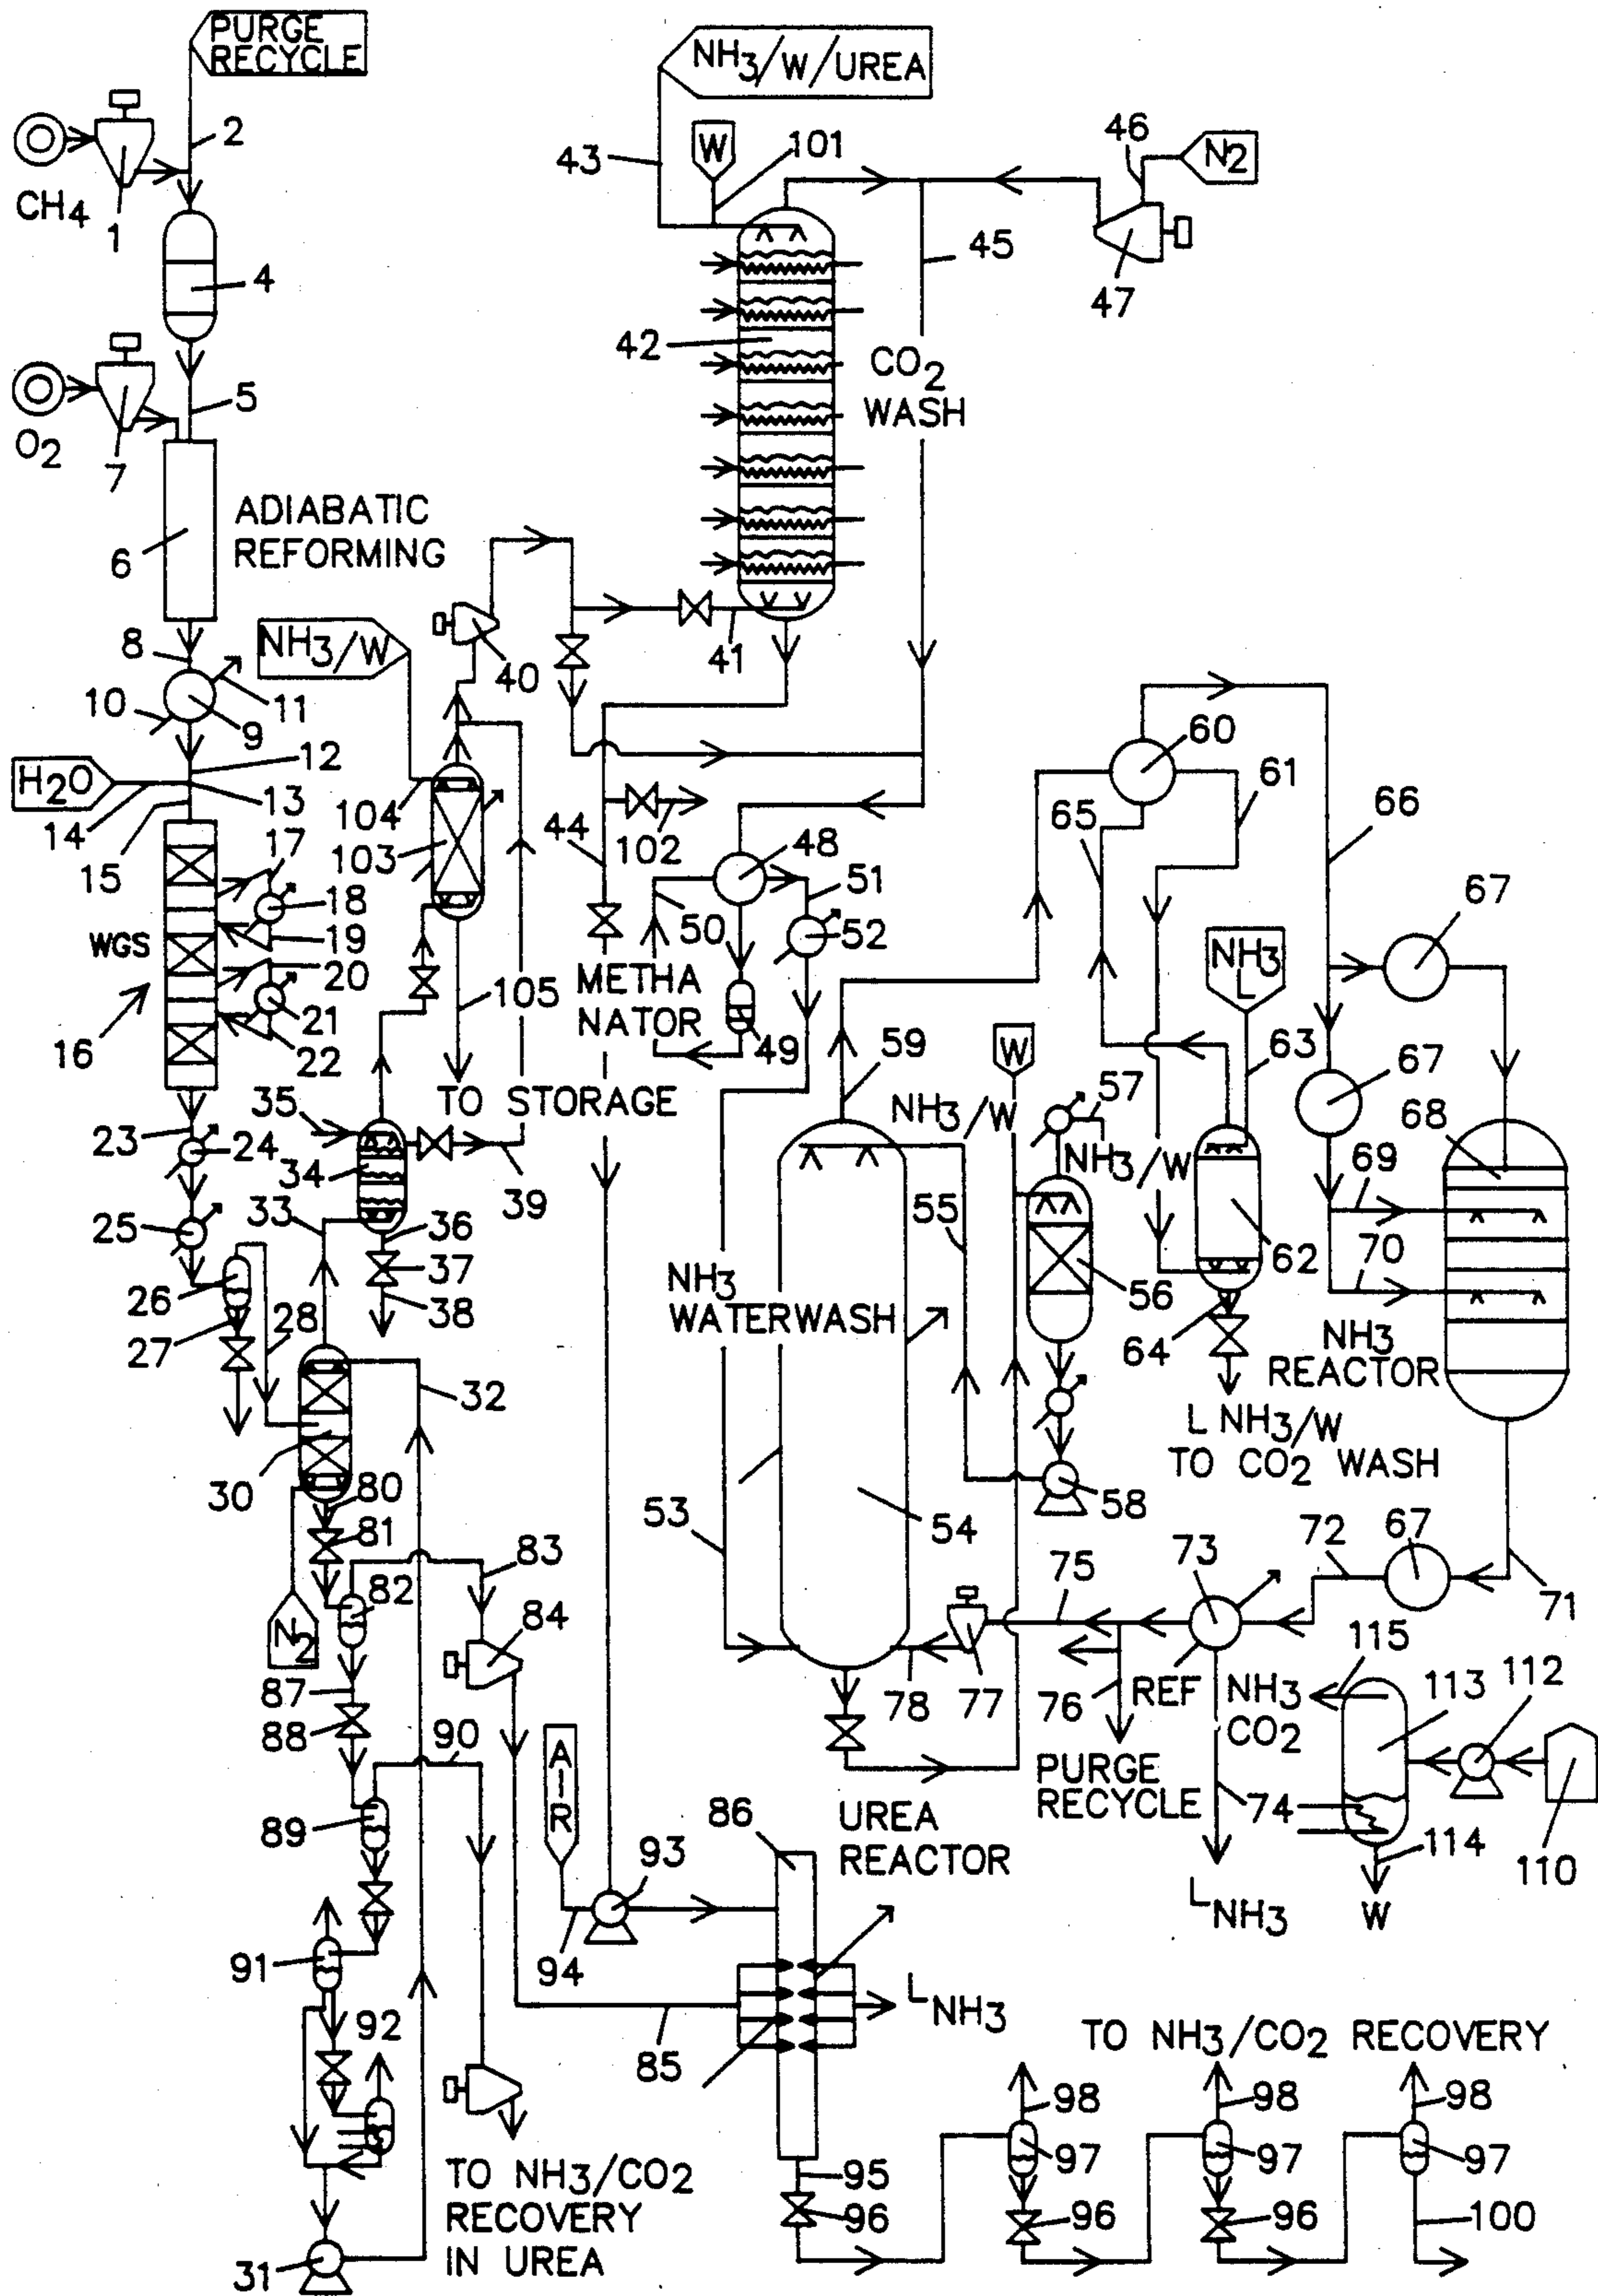 PURGE
RECYCLE
NH3/W/UREA
2
W
101
46
N2
43
CH4
1
45
47
4
42
CO2
WASH
5
O2
7
ADIABATIC
REFORMING
6
8
NH3/W
40
41
11
10
9
60
12
61
H2O
13
65
66
14
104
44
102
48
15
17
103
51
67
18
50
52
NH3
L
WGS
19
METHA
NATOR
20
105
21
49
63
16
22
59
W
67
57
35
TO STORAGE
NH3/W
68
23
24
34
NH3/W
69
33
39
55
25
36
70
37
62
26
28
38
NH3
WATERWASH
56
27
64
NH3
REACTOR
32
L NH3/W
TO CO2 WASH
30
80
58
81
53
54
67
83
75
73
72
82
71
N2
84
115
87
78
77
76
REF
NH3
CO2
113
112
88
90
AIR
PURGE
RECYCLE
86
UREA
REACTOR
74
89
93
114
110
LNH3
W
91
94
LNH3
92
85
TO NH3/CO2 RECOVERY
98
98
98
97
97
97
TO NH3/CO2
RECOVERY
IN UREA
95
96
96
96
100
31